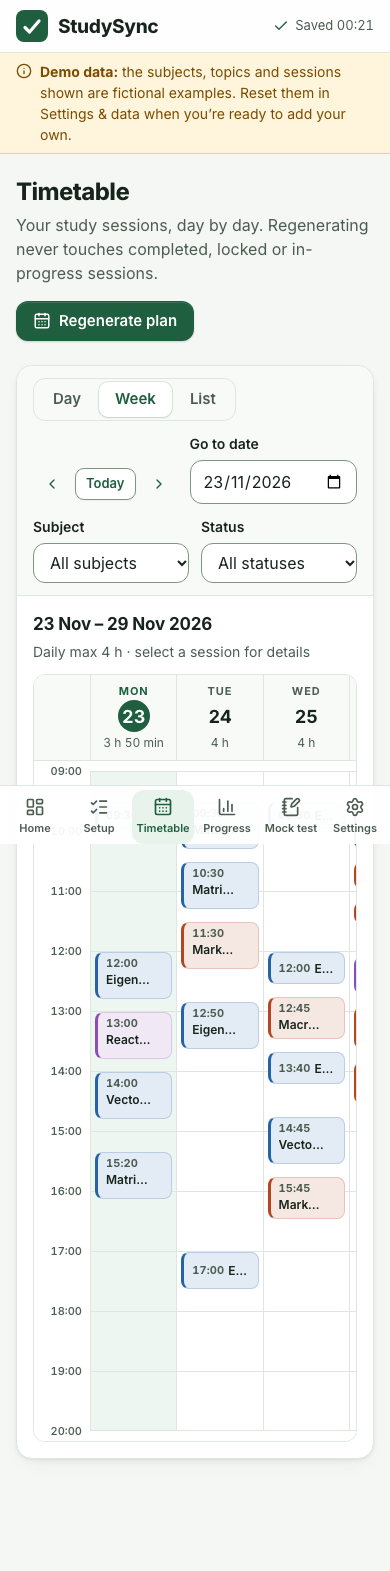 StudySync
Saved 00:21
Demo data: the subjects, topics and sessions
shown are fictional examples. Reset them in
Settings & data when you’re ready to add your
own.
Timetable
Your study sessions, day by day. Regenerating
never touches completed, locked or in-
progress sessions.
Regenerate plan
Day
Week
List
Go to date
Today
23/11/2026
Subject
Status
All subjects
All statuses
23 Nov – 29 Nov 2026
Daily max 4 h · select a session for details
MON
TUE
WED
23
24
25
3 h 50 min
4 h
4 h
09:00
Home
Setup
Timetable
Progress
Mock test
Settings
10:30
Matri...
11:00
11:30
Mark...
12:00
12:00
Eigen...
12:00 E...
12:45
Macr...
12:50
Eigen...
13:00
13:00
React...
13:40 E...
14:00
14:00
Vecto...
14:45
Vecto...
15:00
15:20
Matri...
15:45
Mark...
16:00
17:00
17:00 E...
18:00
19:00
20:00